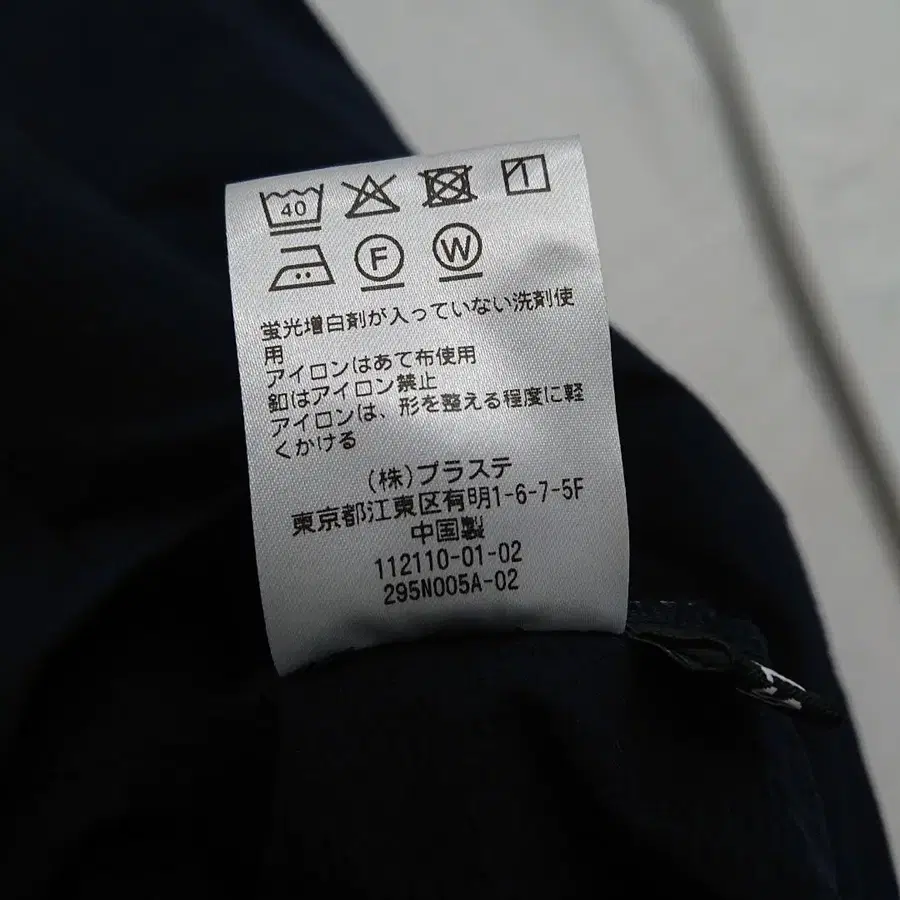 40
F W
蛍光増白剤が入っていない洗剤使
用
アイロンはあて布使用
釦はアイロン禁止
アイロンは、形を整える程度に軽
くかける
(株)プラステ
東京都江東区有明1-6-7-5F
中国製
112110-01-02
295N005A-02